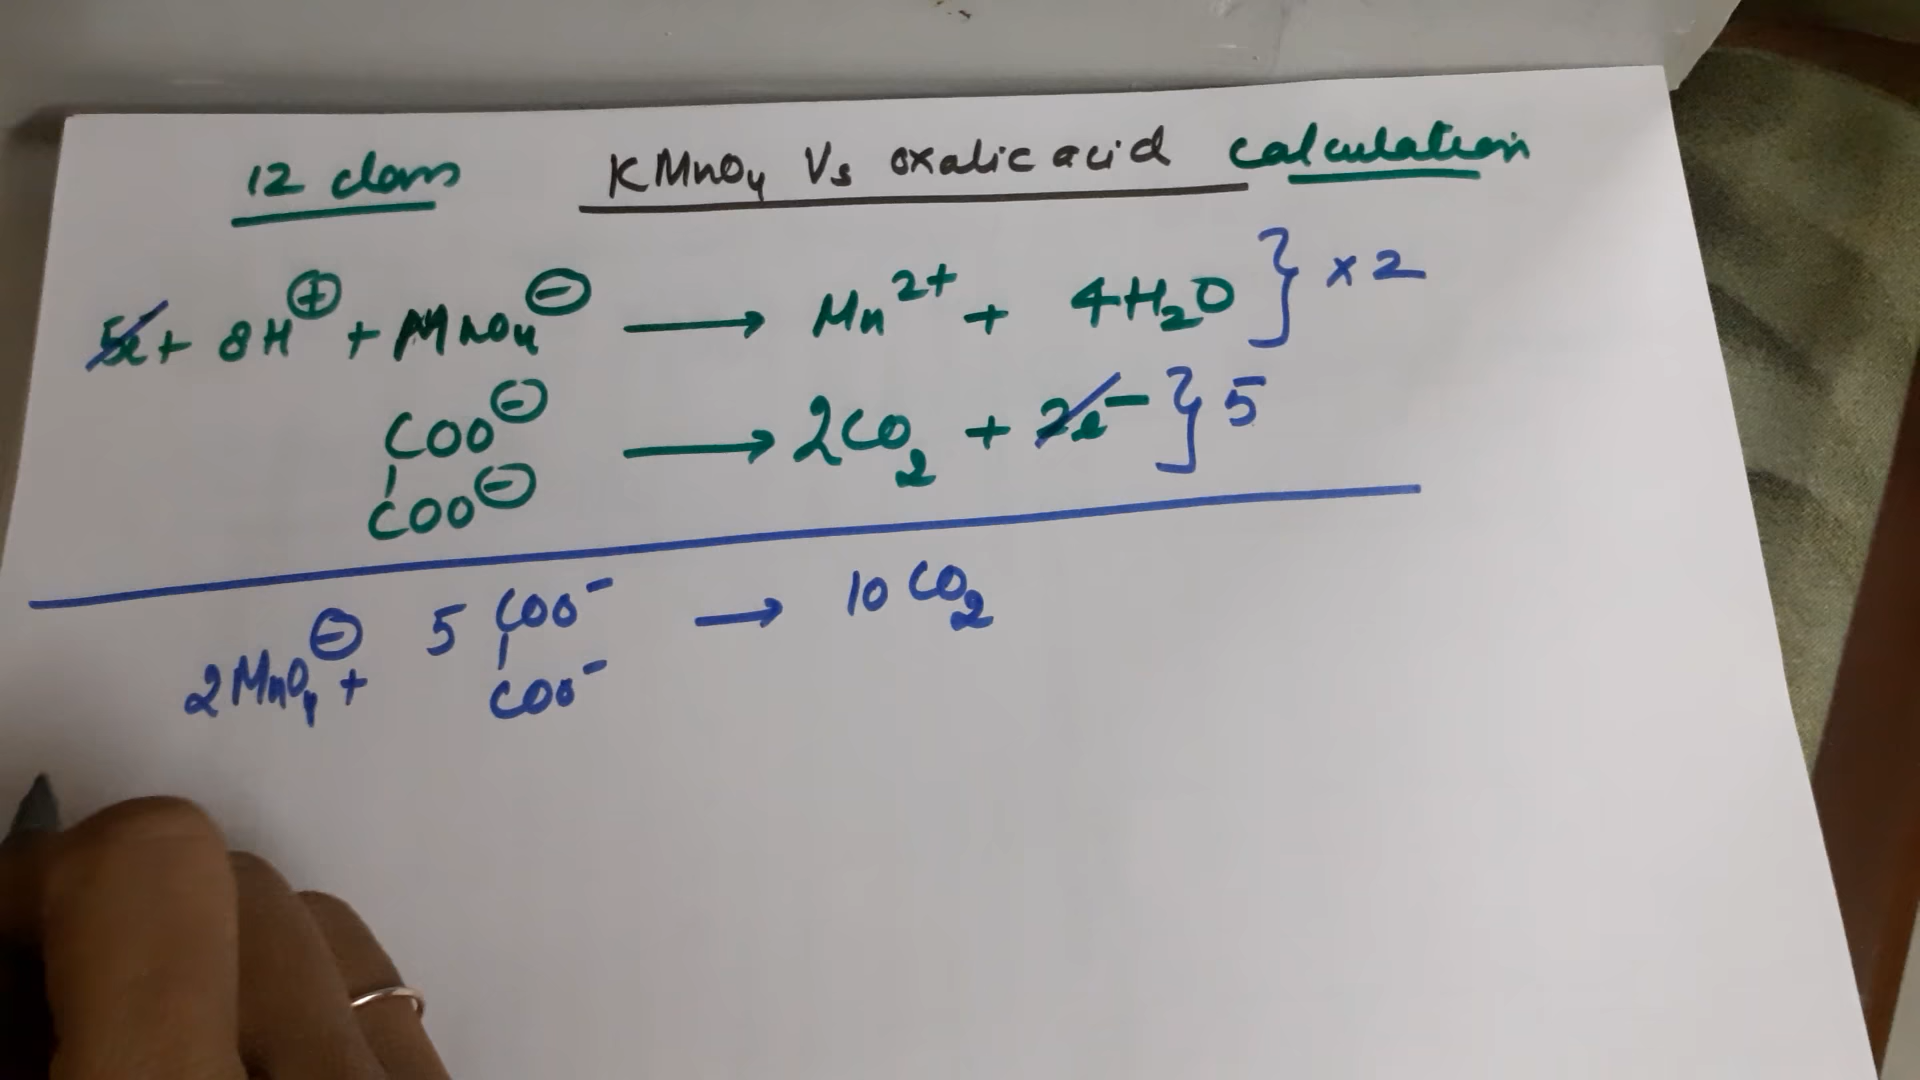 12 class KMnO₄ Vs oxalic acid calculation
5e + 8H⊕ + MnO₄⊖ ⟶ Mn²⁺ + 4H₂O } × 2
COO⊖
⟶ 2CO₂ + 2e⁻ } 5
COO⊖
2MnO₄⊖ + 5 COO⁻ → 10 CO₂
COO⁻